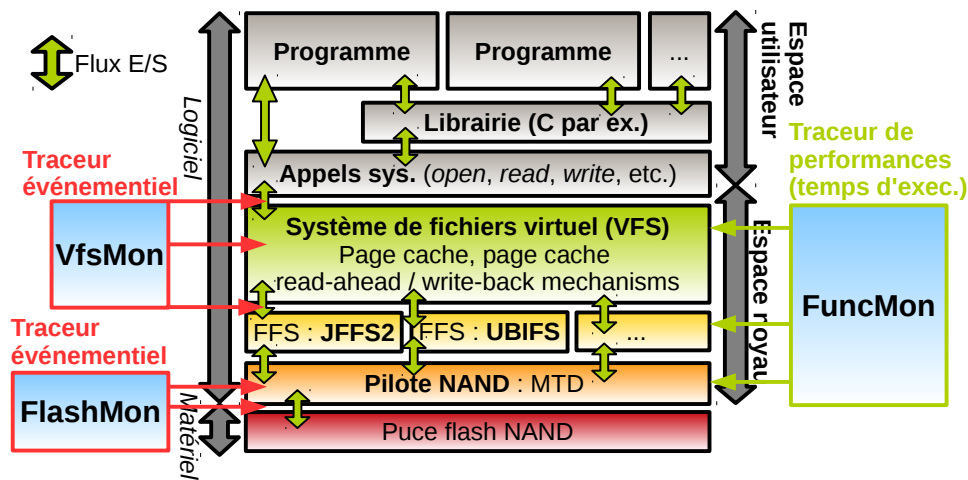 Programme
Programme
...
Flux E/S
Espace
utilisateur
Logiciel
Librairie (C par ex.)
Traceur de
performances
(temps d'exec.)
Traceur
événementiel
Appels sys. (open, read, write, etc.)
VfsMon
Système de fichiers virtuel (VFS)
Page cache, page cache
read-ahead / write-back mechanisms
Espace noyau
FuncMon
Traceur
événementiel
FFS : JFFS2
FFS : UBIFS
...
FlashMon
Pilote NAND : MTD
Matériel
Puce flash NAND